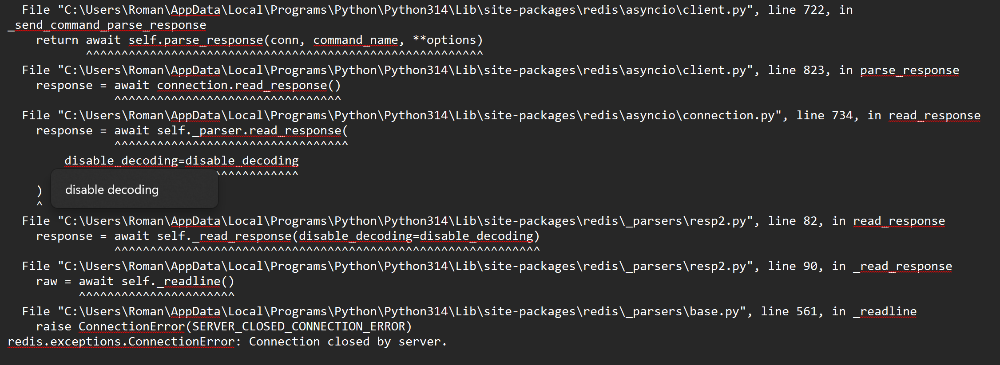 File "C:\Users\Roman\AppData\Local\Programs\Python\Python314\Lib\site-packages\redis\asyncio\client.py", line 722, in
_send_command_parse_response
    return await self.parse_response(conn, command_name, **options)
           ^^^^^^^^^^^^^^^^^^^^^^^^^^^^^^^^^^^^^^^^^^^^^^^^^^^^^^^^
  File "C:\Users\Roman\AppData\Local\Programs\Python\Python314\Lib\site-packages\redis\asyncio\client.py", line 823, in parse_response
    response = await connection.read_response()
               ^^^^^^^^^^^^^^^^^^^^^^^^^^^^^^^^
  File "C:\Users\Roman\AppData\Local\Programs\Python\Python314\Lib\site-packages\redis\asyncio\connection.py", line 734, in read_response
    response = await self._parser.read_response(
               ^^^^^^^^^^^^^^^^^^^^^^^^^^^^^^^^^
        disable_decoding=disable_decoding
                             ^^^^^^^^^^^^
disable decoding
    )
    ^
  File "C:\Users\Roman\AppData\Local\Programs\Python\Python314\Lib\site-packages\redis\_parsers\resp2.py", line 82, in read_response
    response = await self._read_response(disable_decoding=disable_decoding)
               ^^^^^^^^^^^^^^^^^^^^^^^^^^^^^^^^^^^^^^^^^^^^^^^^^^^^^^^^^^^^
  File "C:\Users\Roman\AppData\Local\Programs\Python\Python314\Lib\site-packages\redis\_parsers\resp2.py", line 90, in _read_response
    raw = await self._readline()
          ^^^^^^^^^^^^^^^^^^^^^^
  File "C:\Users\Roman\AppData\Local\Programs\Python\Python314\Lib\site-packages\redis\_parsers\base.py", line 561, in _readline
    raise ConnectionError(SERVER_CLOSED_CONNECTION_ERROR)
redis.exceptions.ConnectionError: Connection closed by server.